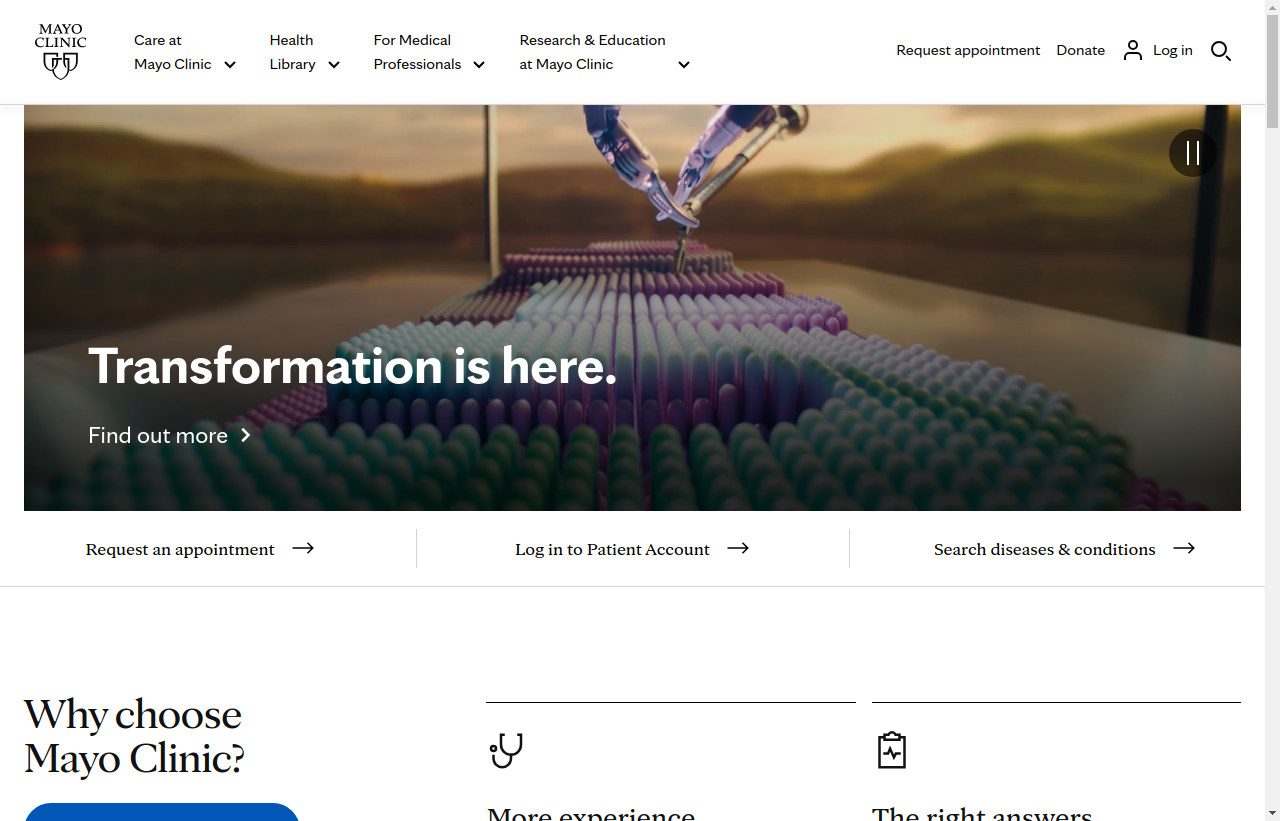 MAYO
CLINIC
Care at
Mayo Clinic
Health
Library
For Medical
Professionals
Research & Education
at Mayo Clinic
Request appointment
Donate
Log in
Transformation is here.
Find out more
Request an appointment
Log in to Patient Account
Search diseases & conditions
Why choose
Mayo Clinic?
More experience
The right answers